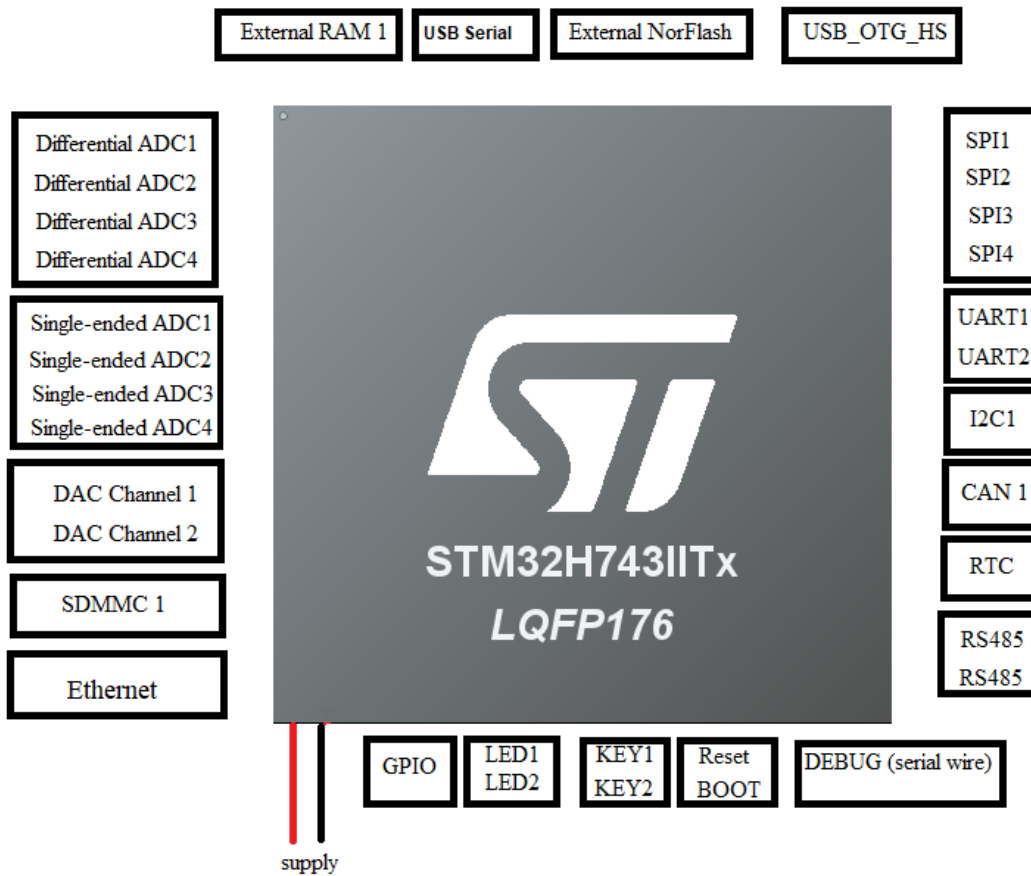 External RAM 1
USB Serial
External NorFlash
USB_OTG_HS
Differential ADC1
Differential ADC2
Differential ADC3
Differential ADC4
Single-ended ADC1
Single-ended ADC2
Single-ended ADC3
Single-ended ADC4
DAC Channel 1
DAC Channel 2
SDMMC 1
Ethernet
ST
STM32H743IITx
LQFP176
SPI1
SPI2
SPI3
SPI4
UART1
UART2
I2C1
CAN 1
RTC
RS485
RS485
GPIO
LED1
LED2
KEY1
KEY2
Reset
BOOT
DEBUG (serial wire)
supply